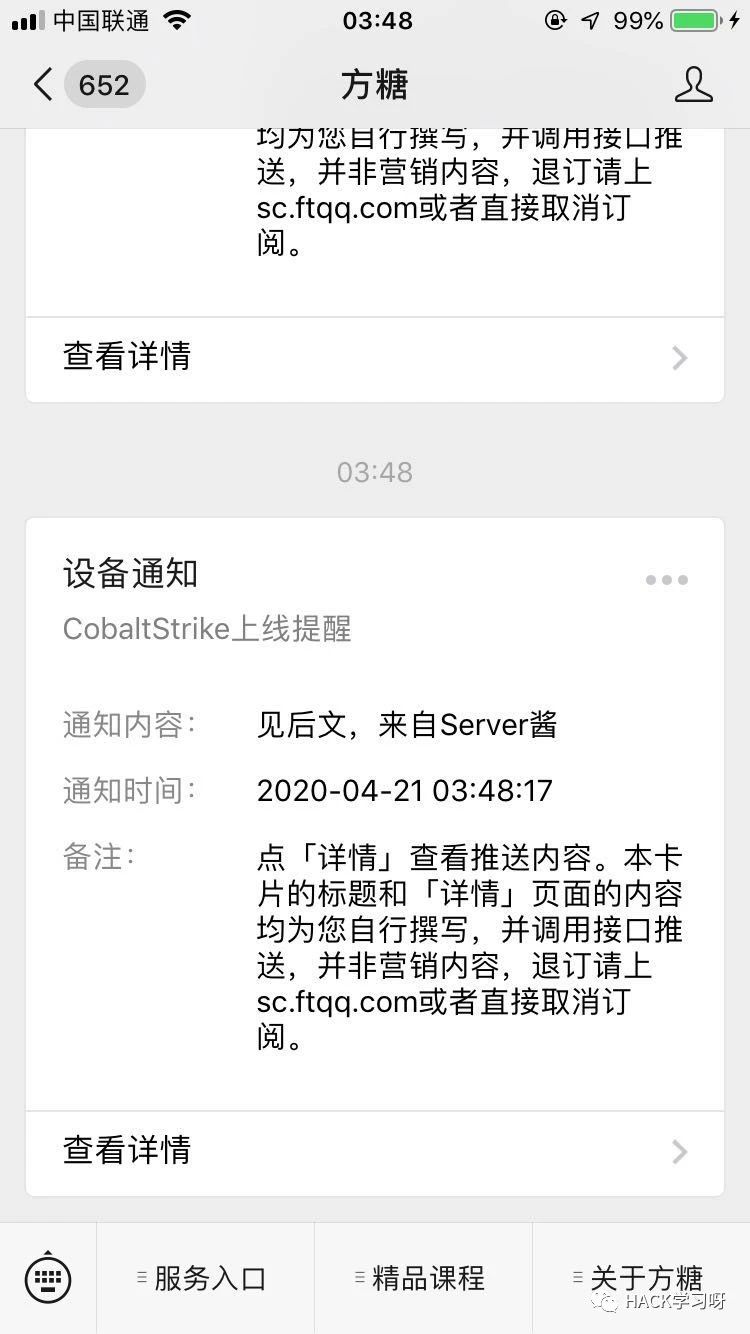 中国联通 03:48 99%
652 方糖
均为您自行撰写，并调用接口推
送，并非营销内容，退订请上
sc.ftqq.com或者直接取消订
阅。
查看详情
03:48
设备通知
CobaltStrike上线提醒
通知内容： 见后文，来自Server酱
通知时间： 2020-04-21 03:48:17
备注： 点「详情」查看推送内容。本卡
片的标题和「详情」页面的内容
均为您自行撰写，并调用接口推
送，并非营销内容，退订请上
sc.ftqq.com或者直接取消订
阅。
查看详情
服务入口 精品课程 关于方糖
HACK学习呀